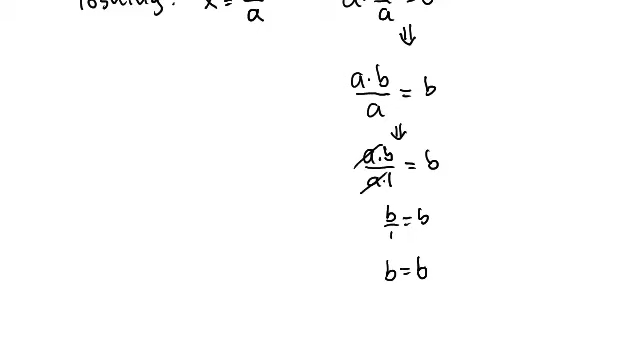 a
a
⇓
a·b/a = b
⇓
a·b/a·1 = b
b/1 = b
b = b